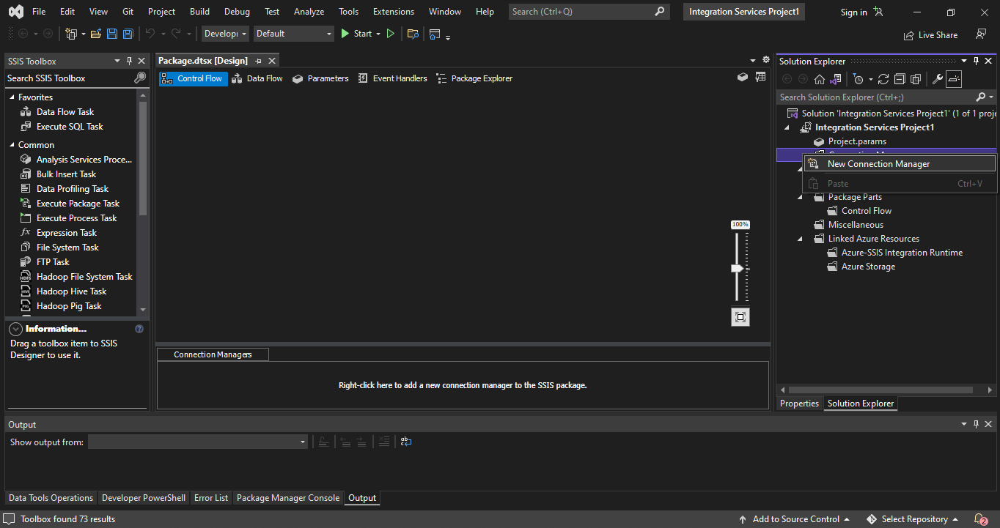 File Edit View Git Project Build Debug Test Analyze Tools Extensions Window Help Search (Ctrl+Q) Integration Services Project1 Sign in
Default Start Live Share
SSIS Toolbox
Search SSIS Toolbox
Favorites
Data Flow Task
Execute SQL Task
Common
Analysis Services Proce...
Bulk Insert Task
Data Profiling Task
Execute Package Task
Execute Process Task
Expression Task
File System Task
FTP Task
Hadoop File System Task
Hadoop Hive Task
Hadoop Pig Task
Information...
Drag a toolbox item to SSIS
Designer to use it.
Package.dtsx [Design]
Control Flow Data Flow Parameters Event Handlers Package Explorer
100%
Connection Managers
Right-click here to add a new connection manager to the SSIS package.
Solution Explorer
Search Solution Explorer (Ctrl+;)
Solution 'Integration Services Project1' (1 of 1 proje
Integration Services Project1
Project.params
New Connection Manager
Paste Ctrl+V
Package Parts
Control Flow
Miscellaneous
Linked Azure Resources
Azure-SSIS Integration Runtime
Azure Storage
Properties Solution Explorer
Output
Show output from:
Data Tools Operations Developer PowerShell Error List Package Manager Console Output
Toolbox found 73 results Add to Source Control Select Repository 2